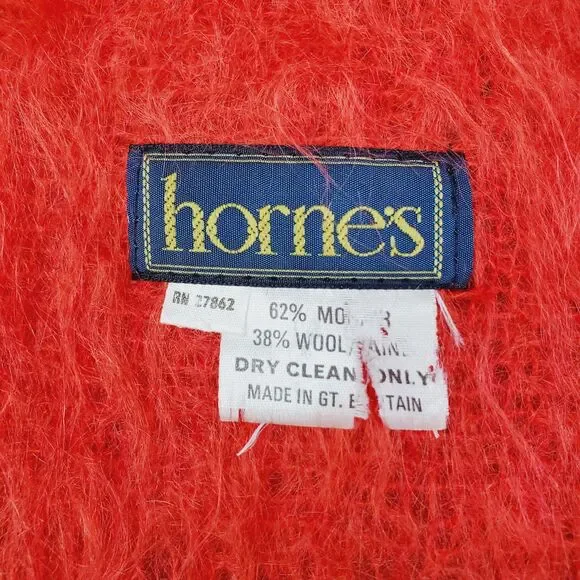 horne's
RN 27862
62%
38% WOOL
DRY CLEAN ONLY
MADE IN GT.